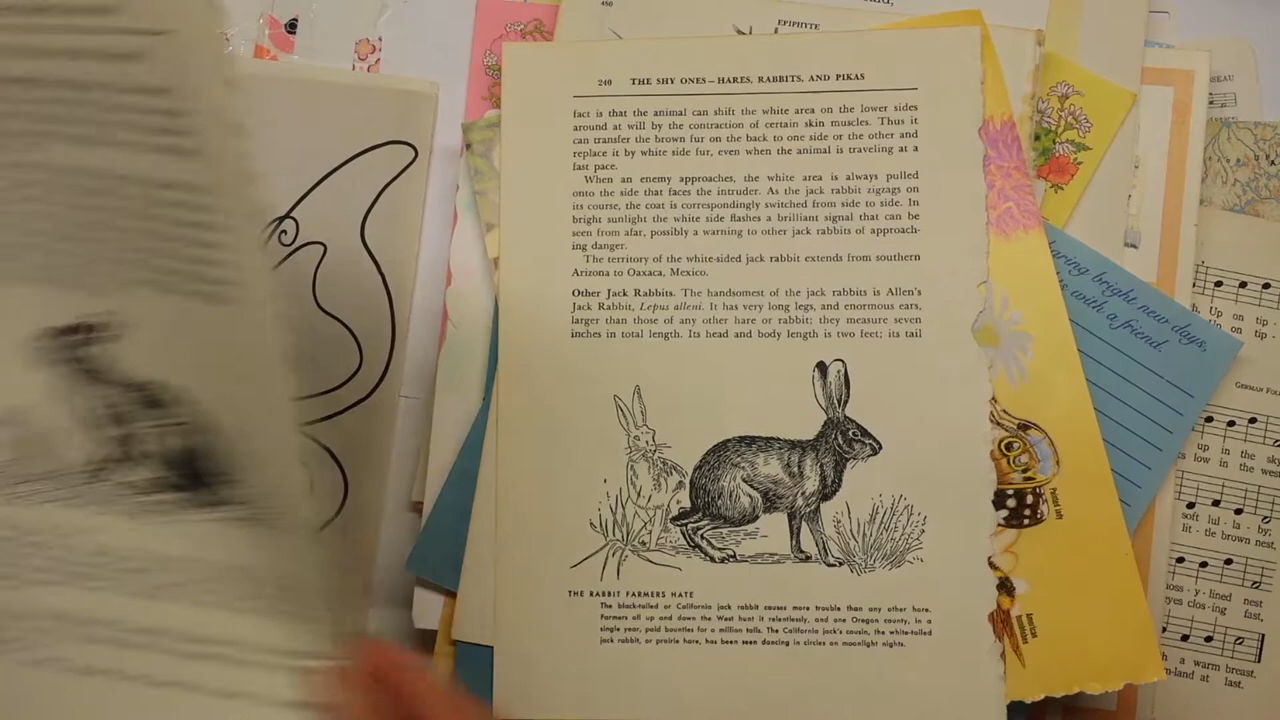 450
EPIPHYTE
240 THE SHY ONES — HARES, RABBITS, AND PIKAS
fact is that the animal can shift the white area on the lower sides
around at will by the contraction of certain skin muscles. Thus it
can transfer the brown fur on the back to one side or the other and
replace it by white side fur, even when the animal is traveling at a
fast pace.
When an enemy approaches, the white area is always pulled
onto the side that faces the intruder. As the jack rabbit zigzags on
its course, the coat is correspondingly switched from side to side. In
bright sunlight the white side flashes a brilliant signal that can be
seen from afar, possibly a warning to other jack rabbits of approach-
ing danger.
The territory of the white-sided jack rabbit extends from southern
Arizona to Oaxaca, Mexico.
Other Jack Rabbits. The handsomest of the jack rabbits is Allen's
Jack Rabbit, Lepus alleni. It has very long legs, and enormous ears,
larger than those of any other hare or rabbit; they measure seven
inches in total length. Its head and body length is two feet; its tail
THE RABBIT FARMERS HATE
The black-tailed or California jack rabbit causes more trouble than any other hare.
Farmers all up and down the West hunt it relentlessly, and one Oregon county, in a
single year, paid bounties for a million tails. The California jack's cousin, the white-tailed
jack rabbit, or prairie hare, has been seen dancing in circles on moonlight nights.
Painted lady
American
bright new days,
with a friend.
Up on tip -
on tip -
GERMAN
up in the sky
low in the west
soft lul - la - by;
lit - tle brown nest,
y - lined nest
clos - ing fast,
a warm breast.
land at last.